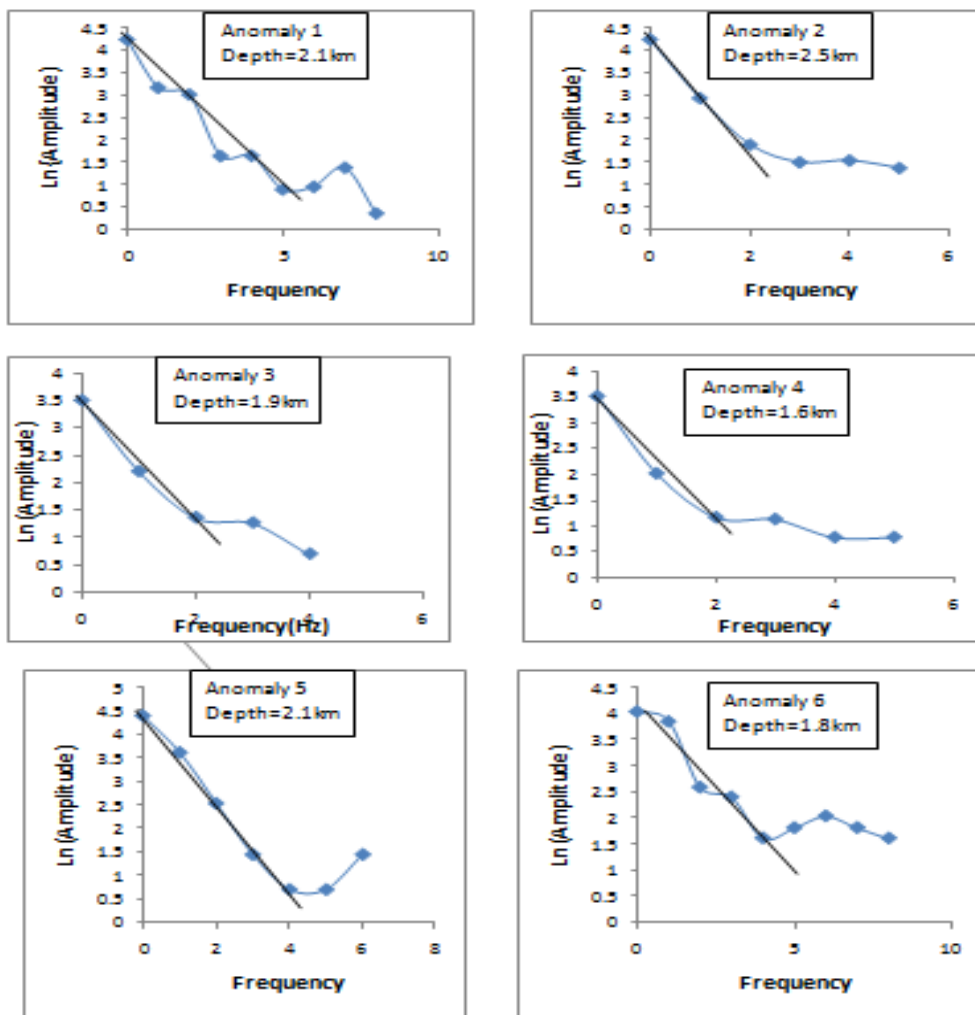 Anomaly 1
Depth=2.1km
Ln(Amplitude)
4.5
4
3.5
3
2.5
2
1.5
1
0.5
0
0 5 10
Frequency
Anomaly 2
Depth=2.5km
Ln(Amplitude)
4.5
4
3.5
3
2.5
2
1.5
1
0.5
0
0 2 4 6
Frequency
Anomaly 3
Depth=1.9km
Ln(Amplitude)
4
3.5
3
2.5
2
1.5
1
0.5
0
0 2 4 6
Frequency(Hz)
Anomaly 4
Depth=1.6km
Ln(Amplitude)
4
3.5
3
2.5
2
1.5
1
0.5
0
0 2 4 6
Frequency
Anomaly 5
Depth=2.1km
Ln(Amplitude)
5
4.5
4
3.5
3
2.5
2
1.5
1
0.5
0
0 2 4 6 8
Frequency
Anomaly 6
Depth=1.8km
Ln(Amplitude)
4.5
4
3.5
3
2.5
2
1.5
1
0.5
0
0 5 10
Frequency